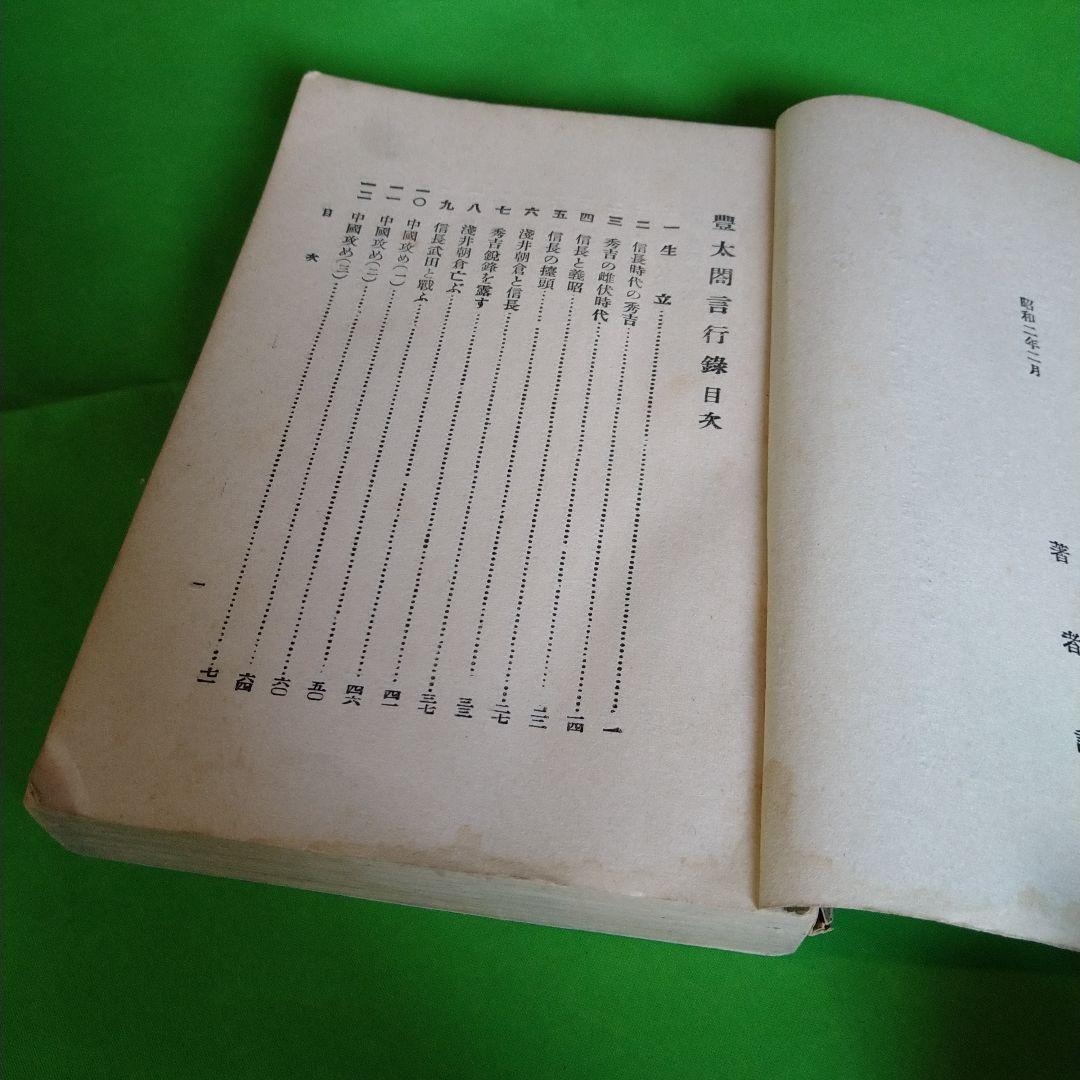 昭和二年二月
著者
豐太閤言行錄目次
一 生立……一
二 信長時代の秀吉……一四
三 秀吉の雌伏時代……二二
四 信長と義昭……二七
五 信長の擡頭……三三
六 淺井朝倉と信長……三七
七 秀吉銳鋒を露す……四一
八 淺井朝倉亡ぶ……四六
九 信長武田と戰ふ……五〇
一〇 中國攻め(一)……六〇
一一 中國攻め(二)……六四
一二 中國攻め(三)……七一
目次 一